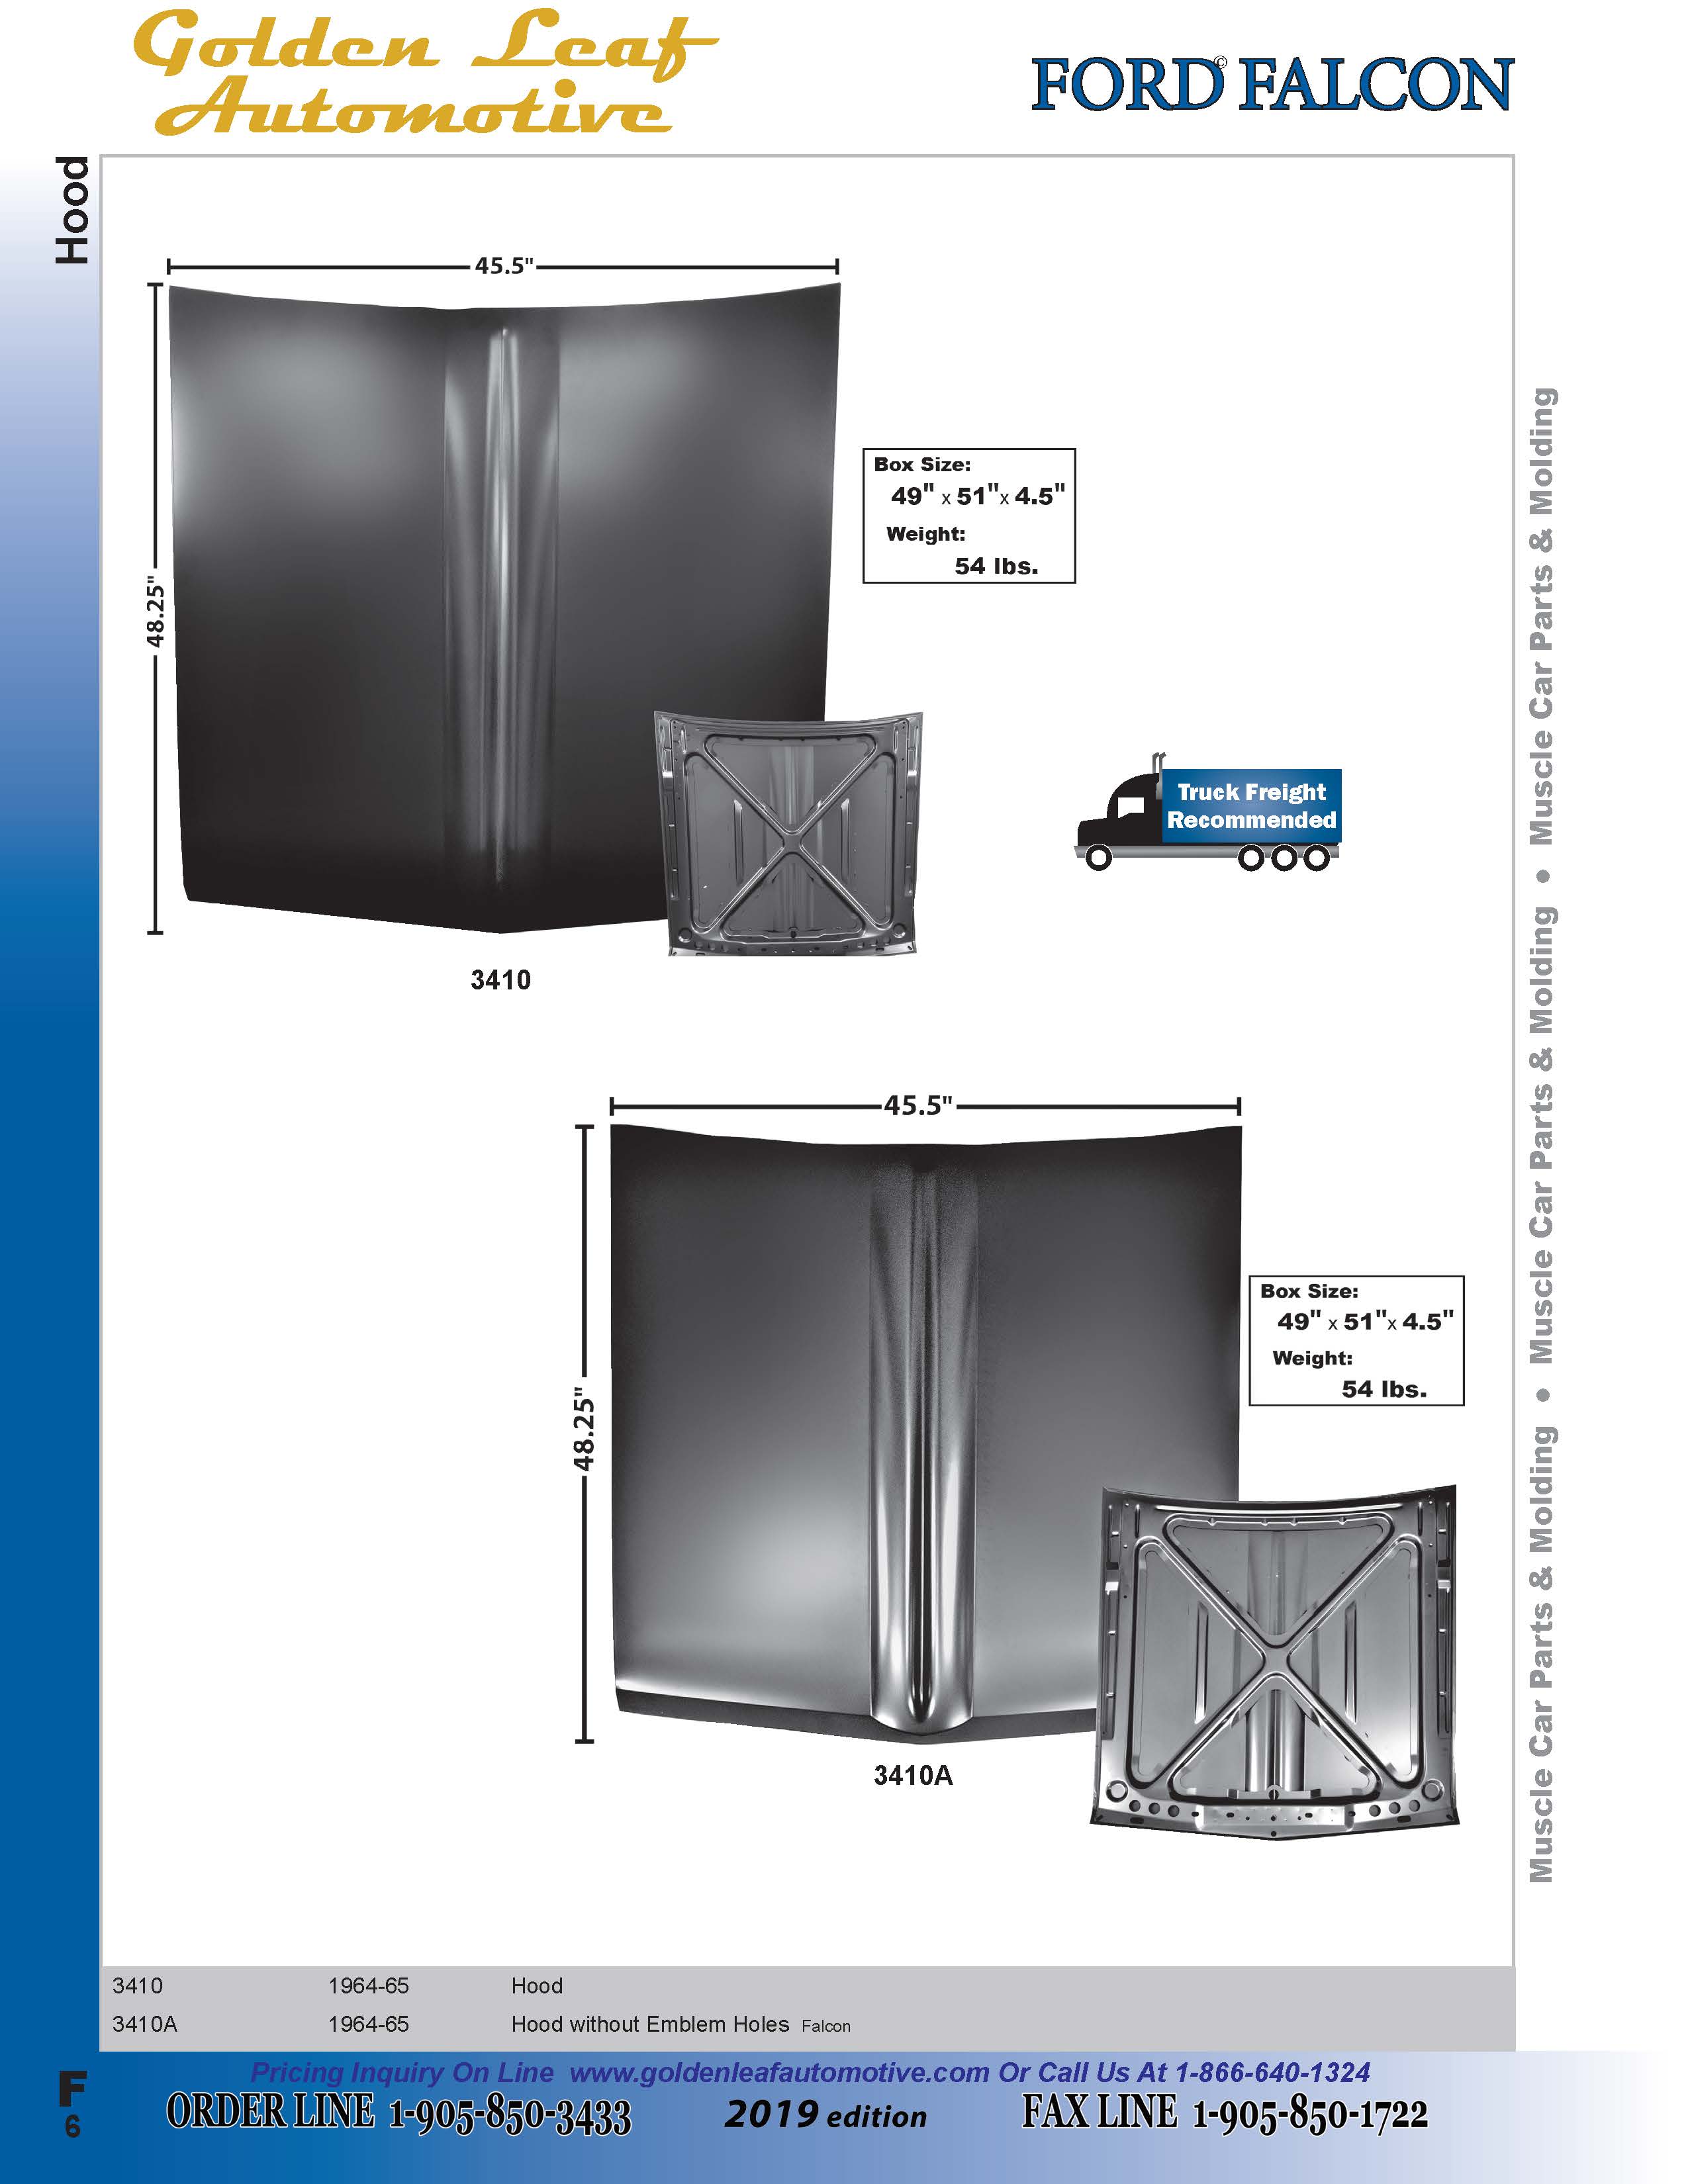 Golden Leaf
Automotive
FORD© FALCON
Hood
45.5"
48.25"
Box Size:
49" x 51"x 4.5"
Weight:
54 lbs.
Truck Freight
Recommended
3410
45.5"
48.25"
Box Size:
49" x 51"x 4.5"
Weight:
54 lbs.
3410A
Muscle Car Parts & Molding • Muscle Car Parts & Molding • Muscle Car Parts & Molding
3410 1964-65 Hood
3410A 1964-65 Hood without Emblem Holes Falcon
Pricing Inquiry On Line www.goldenleafautomotive.com Or Call Us At 1-866-640-1324
F
6
ORDER LINE 1-905-850-3433 2019 edition FAX LINE 1-905-850-1722